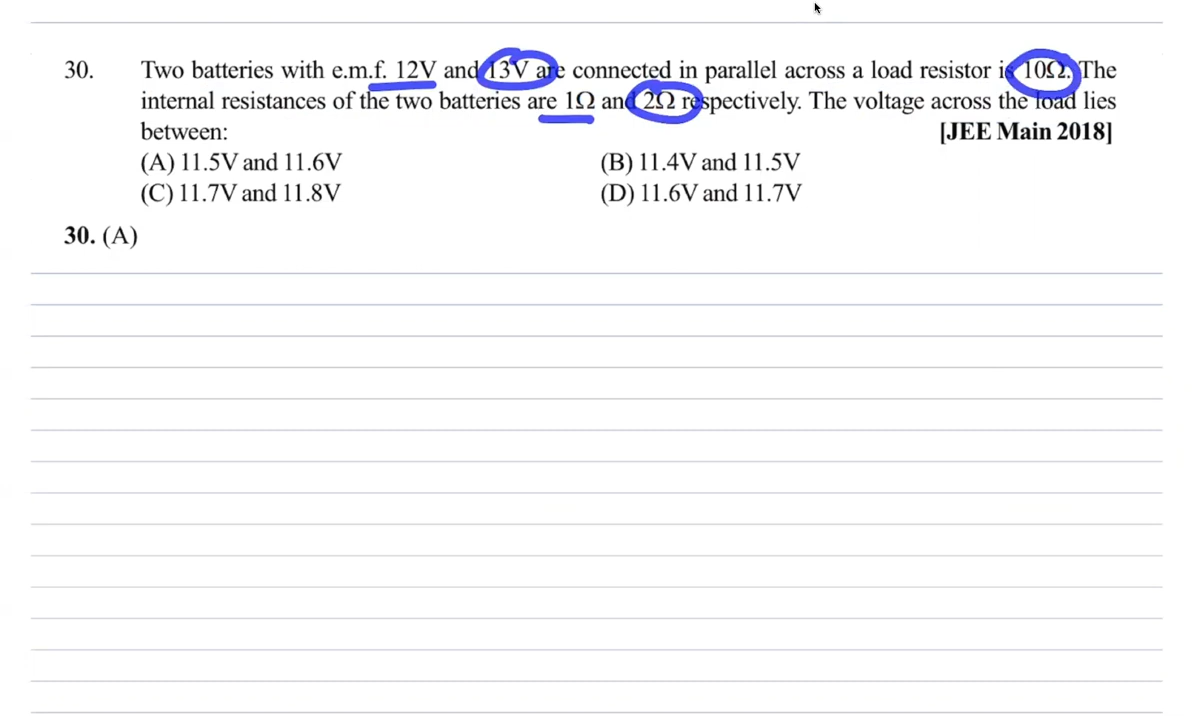 30. Two batteries with e.m.f. 12V and 13V are connected in parallel across a load resistor is 10Ω. The
internal resistances of the two batteries are 1Ω and 2Ω respectively. The voltage across the load lies
between: [JEE Main 2018]
(A) 11.5V and 11.6V (B) 11.4V and 11.5V
(C) 11.7V and 11.8V (D) 11.6V and 11.7V
30. (A)